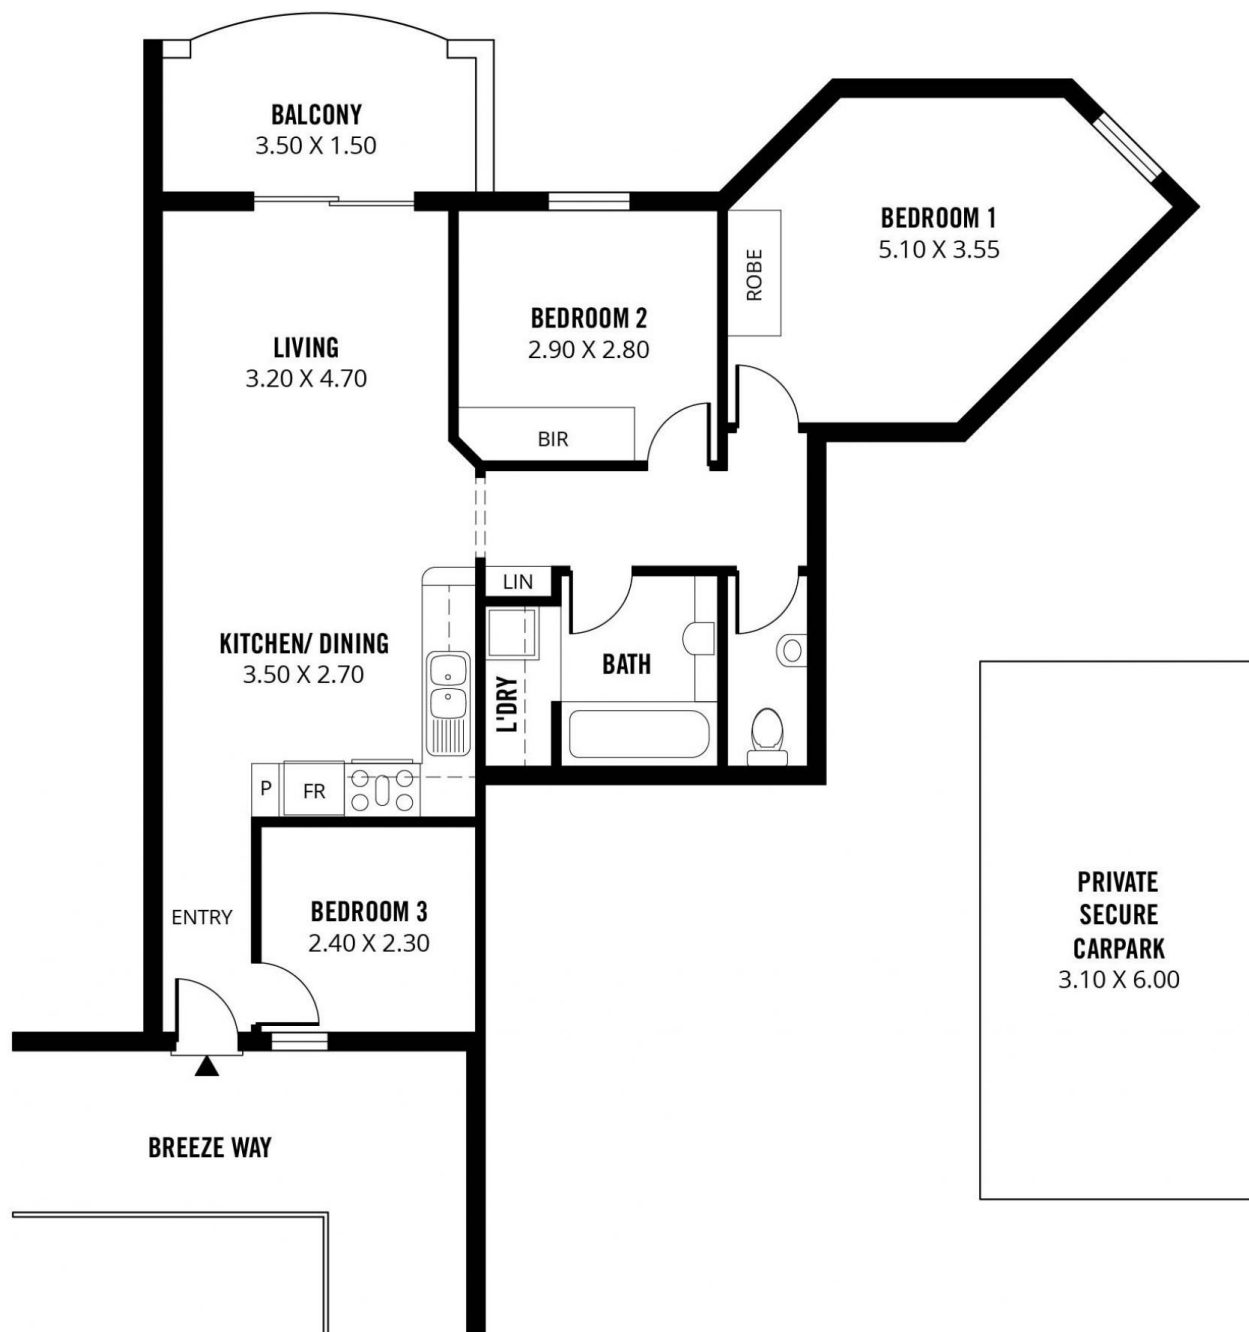 BALCONY
3.50 X 1.50
BEDROOM 1
5.10 X 3.55
ROBE
BEDROOM 2
2.90 X 2.80
LIVING
3.20 X 4.70
BIR
LIN
KITCHEN/ DINING
3.50 X 2.70
BATH
L'DRY
P
FR
BEDROOM 3
2.40 X 2.30
ENTRY
PRIVATE
SECURE
CARPARK
3.10 X 6.00
BREEZE WAY